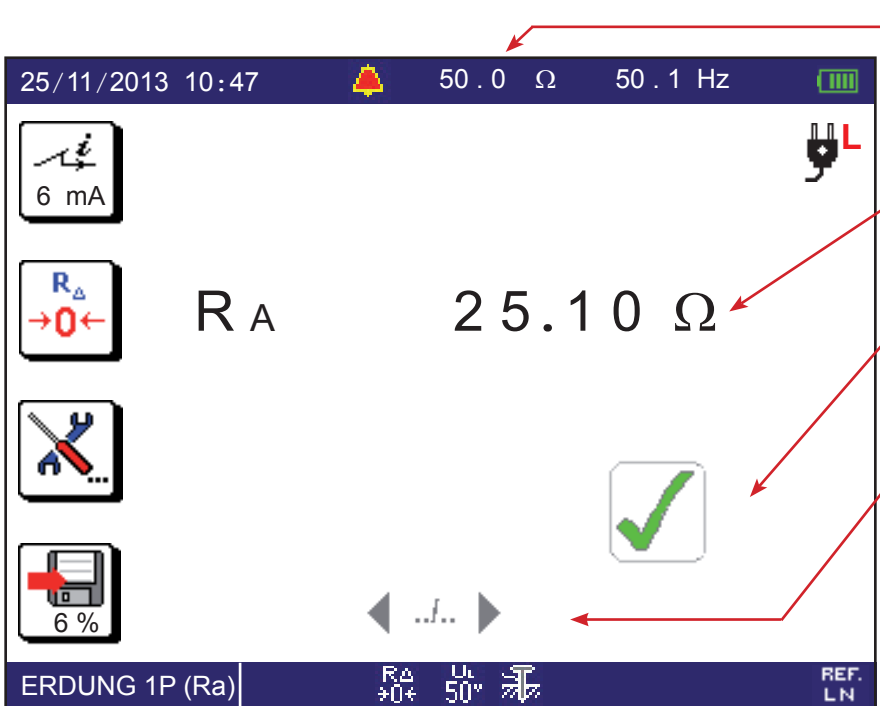 25/11/2013 10:47 50.0 Ω 50.1 Hz
L
i
6 mA
RΔ
→0←
RA 25.10 Ω
...
6 %
../..
ERDUNG 1P (Ra) RΔ →0← UL 50V REF. LN